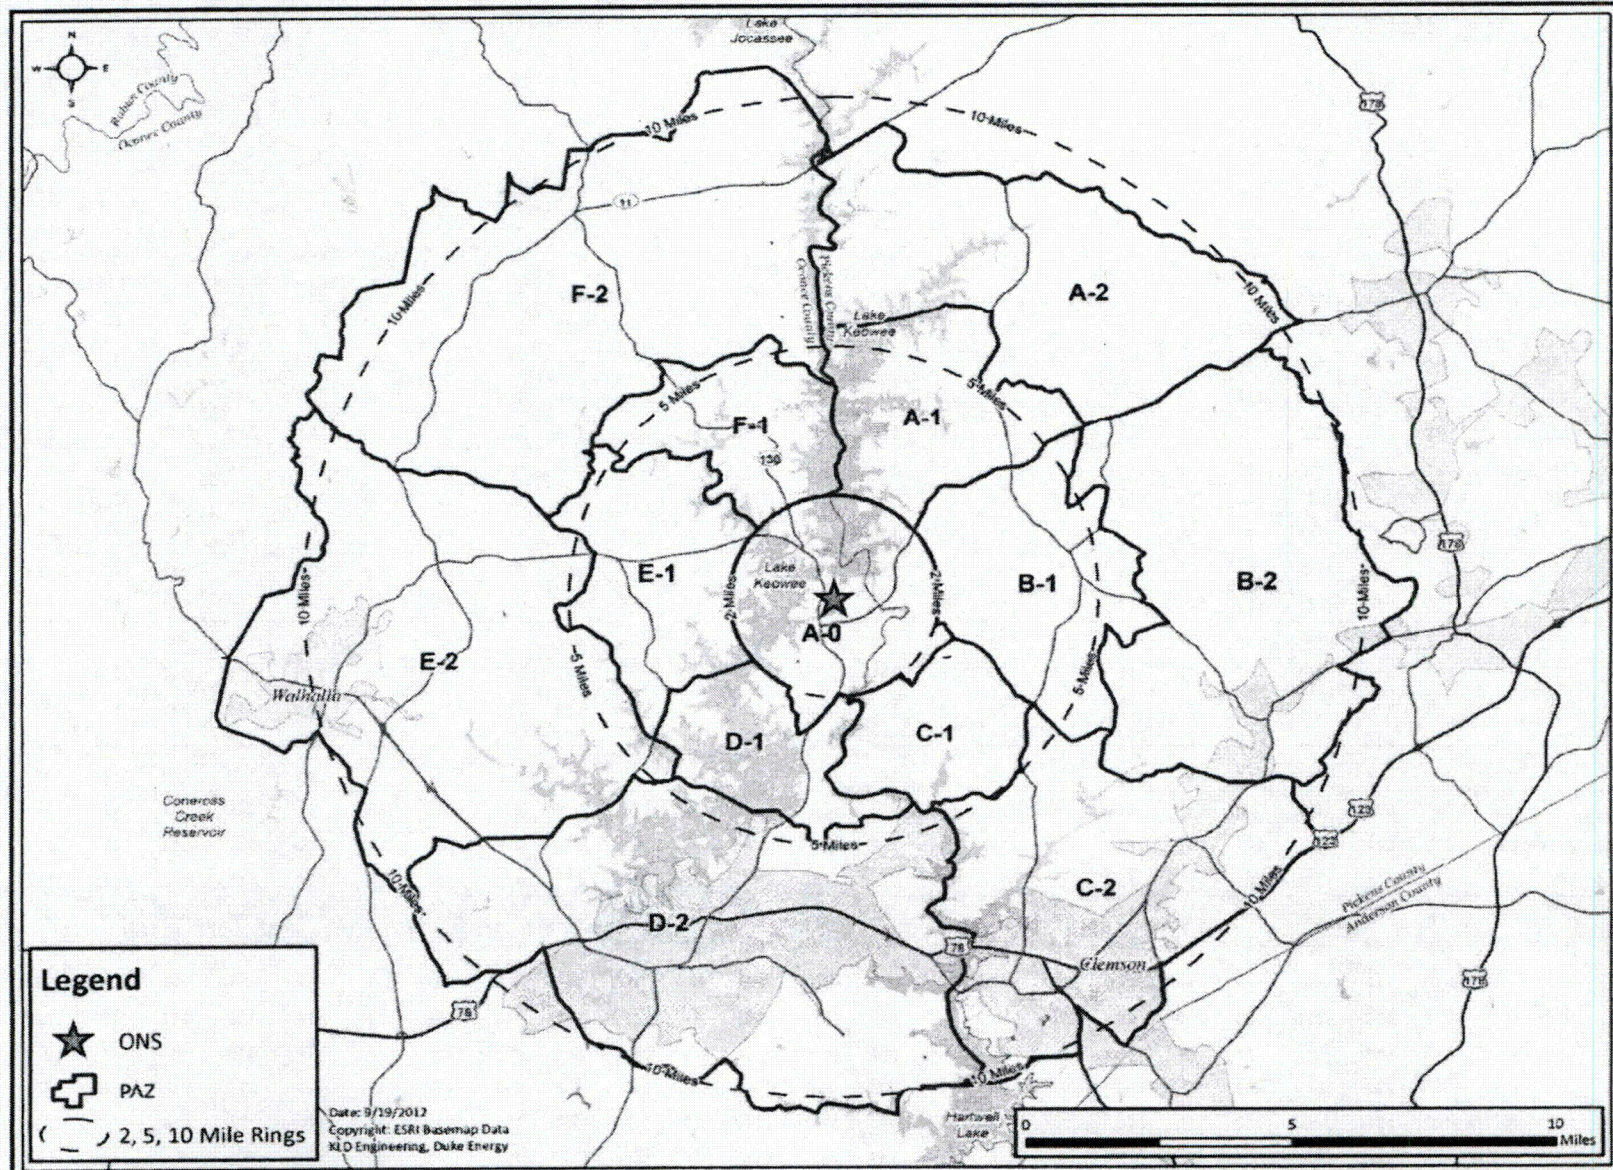 N
W E
S
Lake
Jocassee
Rabun County
Oconee County
178
10 Miles
10 Miles
11
F-2
A-2
10 Miles
10 Miles
Oconee County
Pickens County
Lake
Keowee
5 Miles
5 Miles
F-1
A-1
130
178
E-1
Lake
Keowee
2 Miles
2 Miles
B-1
B-2
10 Miles
10 Miles
A-0
E-2
5 Miles
5 Miles
Walhalla
D-1
C-1
Coneross
Creek
Reservoir
123
123
5 Miles
10 Miles
C-2
10 Miles
Pickens County
Anderson County
D-2
76
Clemson
178
76
10 Miles
10 Miles
Hartwell
Lake
Legend
ONS
PAZ
2, 5, 10 Mile Rings
Date: 9/19/2012
Copyright: ESRI Basemap Data
KLD Engineering, Duke Energy
0 5 10
Miles